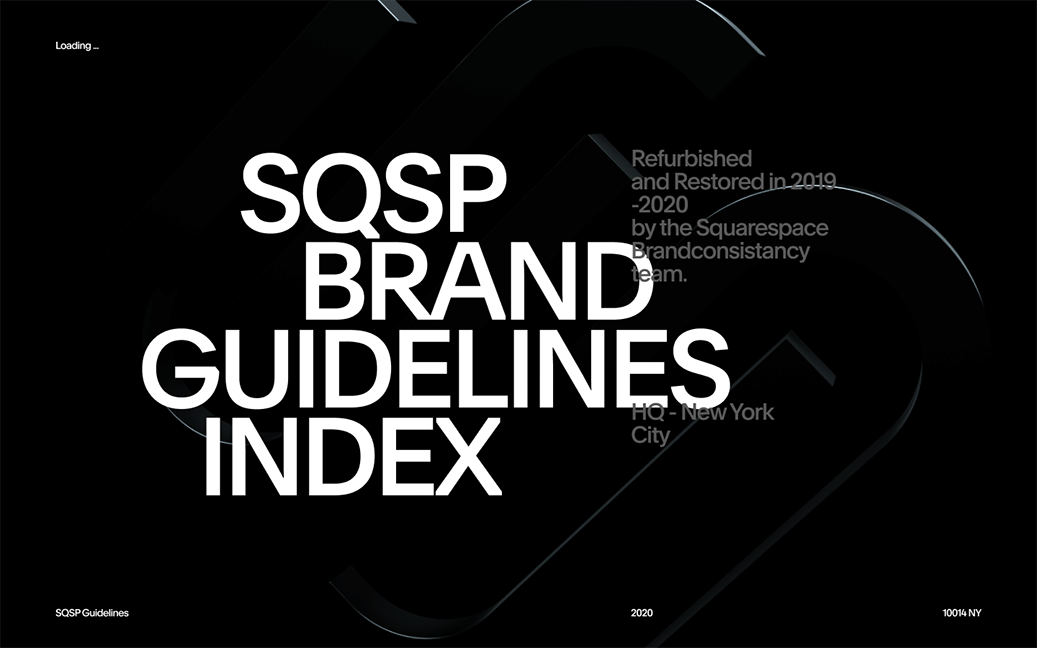 Loading ...
SQSP
BRAND
GUIDELINES
INDEX
Refurbished
and Restored in 2019
-2020
by the Squarespace
Brandconsistancy
team.
HQ - New York
City
SQSP Guidelines
2020
10014 NY